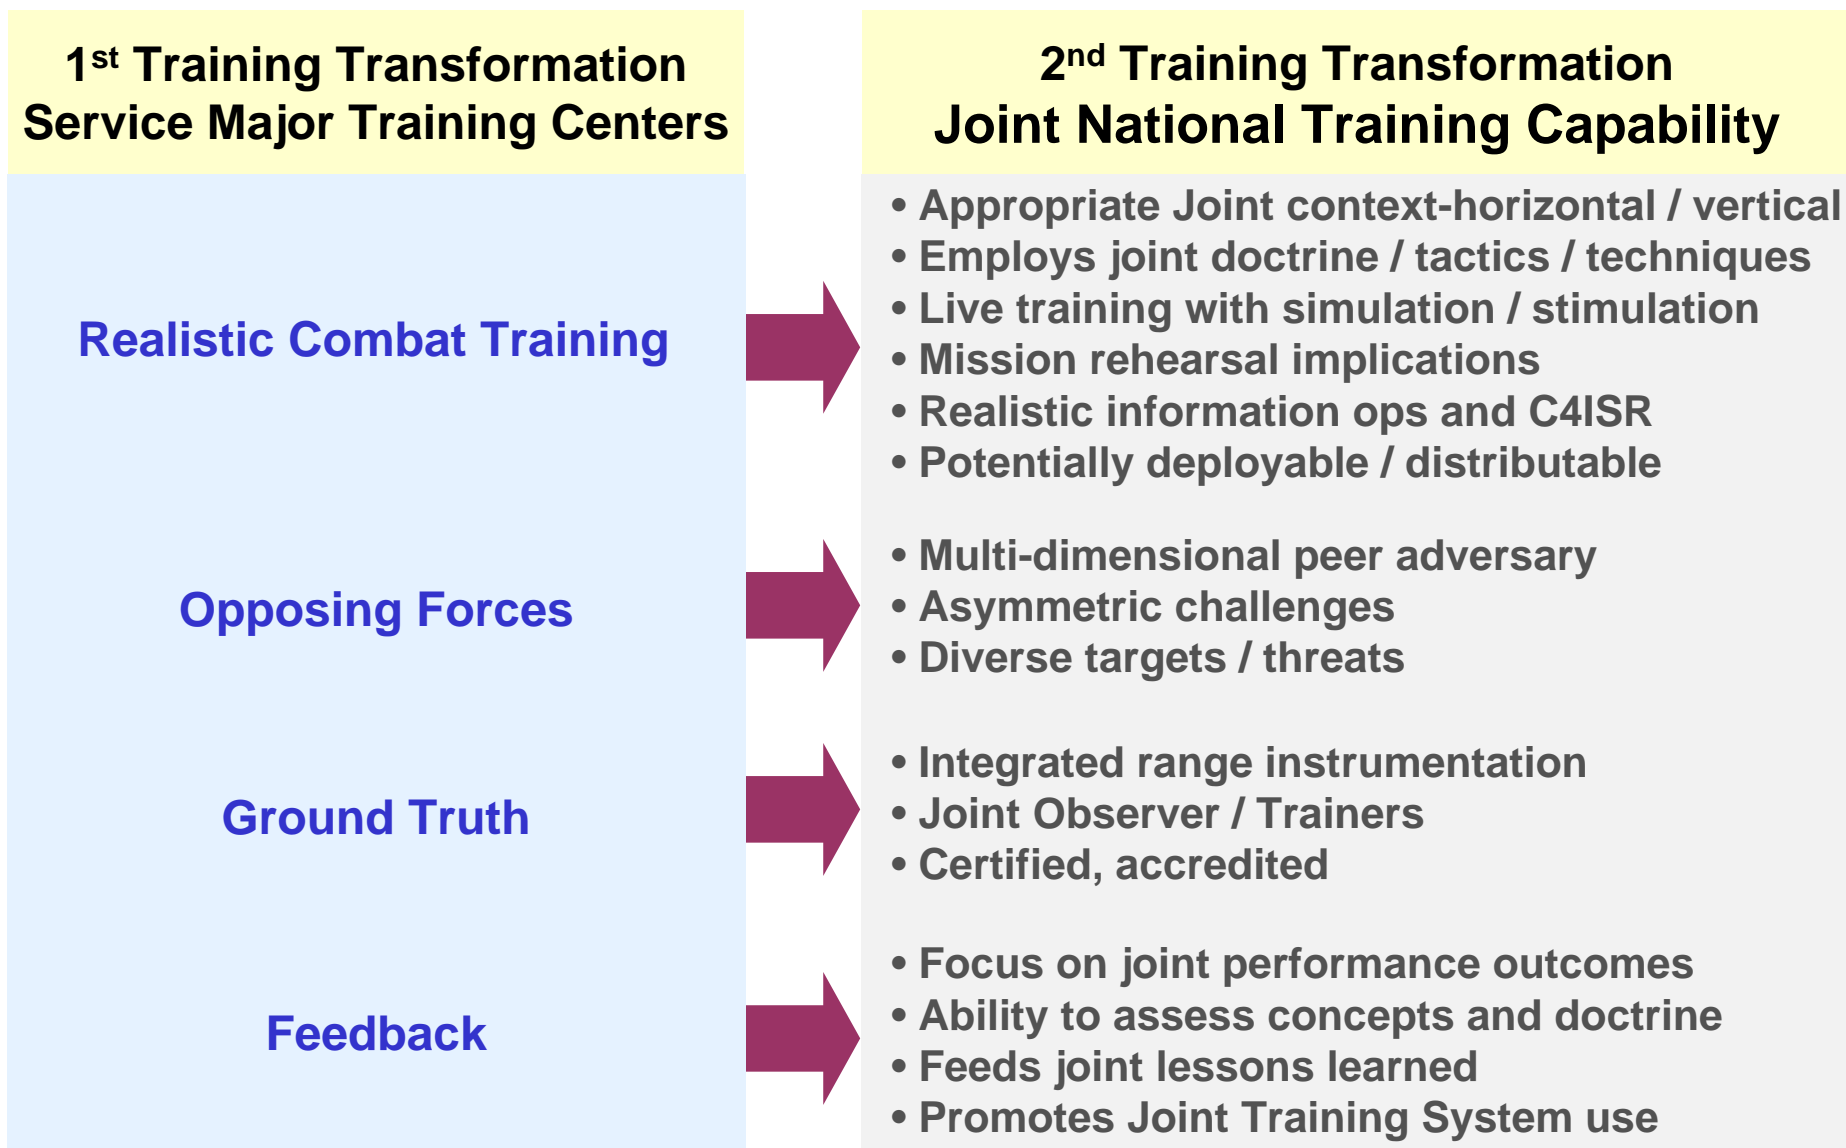 1st Training Transformation
Service Major Training Centers
2nd Training Transformation
Joint National Training Capability
Realistic Combat Training
• Appropriate Joint context-horizontal / vertical
• Employs joint doctrine / tactics / techniques
• Live training with simulation / stimulation
• Mission rehearsal implications
• Realistic information ops and C4ISR
• Potentially deployable / distributable
Opposing Forces
• Multi-dimensional peer adversary
• Asymmetric challenges
• Diverse targets / threats
Ground Truth
• Integrated range instrumentation
• Joint Observer / Trainers
• Certified, accredited
Feedback
• Focus on joint performance outcomes
• Ability to assess concepts and doctrine
• Feeds joint lessons learned
• Promotes Joint Training System use